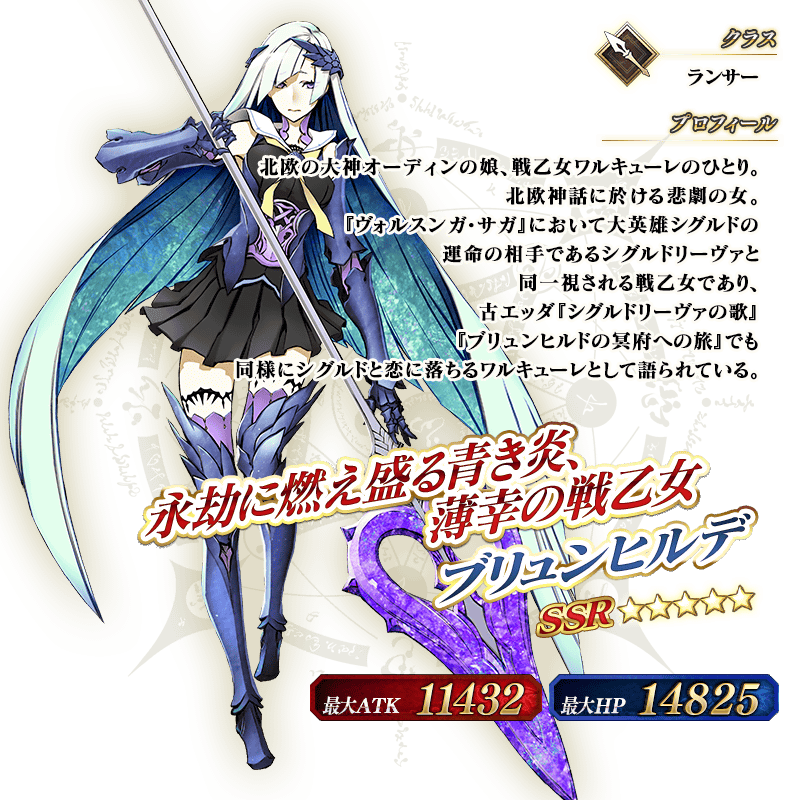 クラス
ランサー
プロフィール
北欧の大神オーディンの娘、戦乙女ワルキューレのひとり。
北欧神話に於ける悲劇の女。
『ヴォルスンガ・サガ』において大英雄シグルドの
運命の相手であるシグルドリーヴァと
同一視される戦乙女であり、
古エッダ『シグルドリーヴァの歌』
『ブリュンヒルドの冥府への旅』でも
同様にシグルドと恋に落ちるワルキューレとして語られている。
永劫に燃え盛る青き炎、
薄幸の戦乙女
ブリュンヒルデ
SSR ☆☆☆☆☆
最大ATK 11432
最大HP 14825